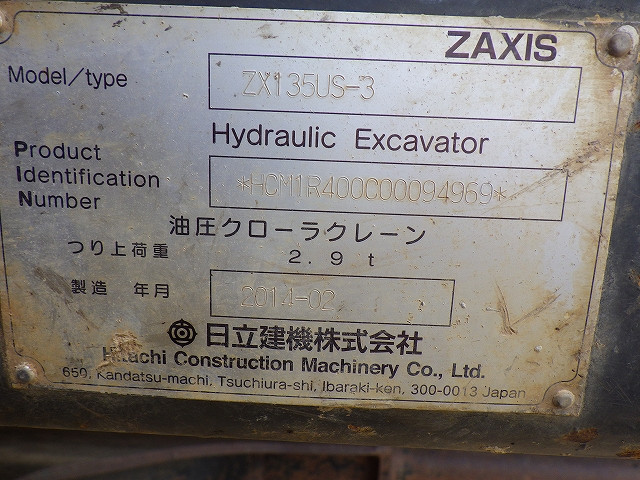 ZAXIS
Model/type ZX135US-3
Hydraulic Excavator
Product
Identification *HCM1R400C00094969*
Number
油圧クローラクレーン
つり上荷重 2.9t
製造 年月 2014-02
日立建機株式会社
Hitachi Construction Machinery Co., Ltd.
650, Kandatsu-machi, Tsuchiura-shi, Ibaraki-ken, 300-0013 Japan